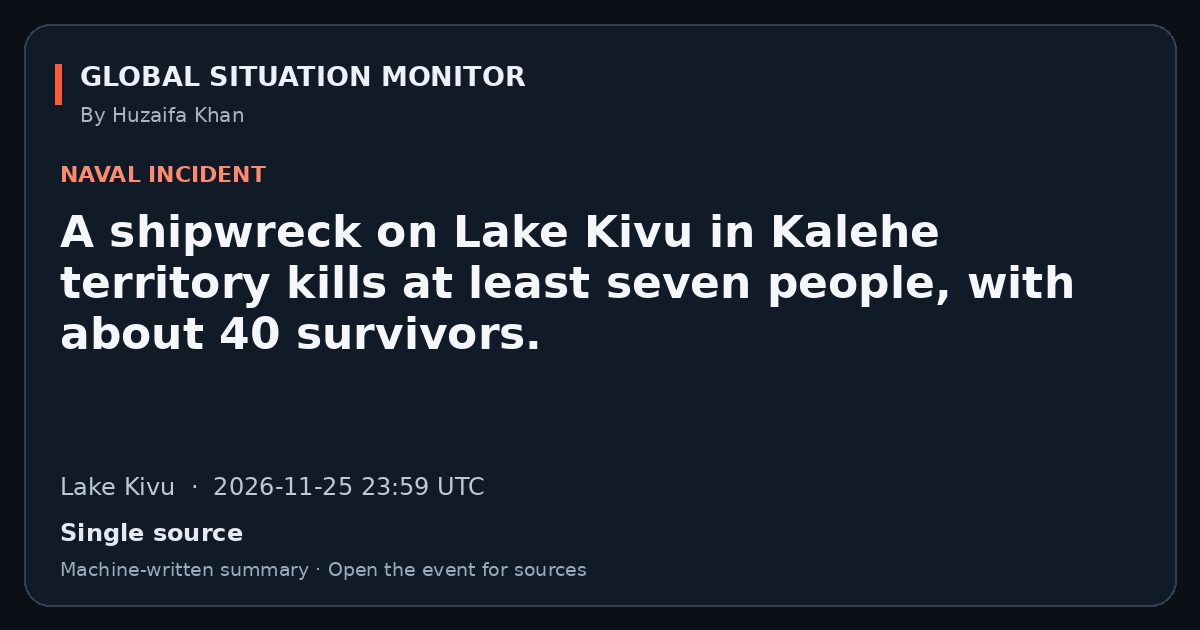 GLOBAL SITUATION MONITOR
By Huzaifa Khan
NAVAL INCIDENT
A shipwreck on Lake Kivu in Kalehe
territory kills at least seven people, with
about 40 survivors.
Lake Kivu · 2026-11-25 23:59 UTC
Single source
Machine-written summary · Open the event for sources